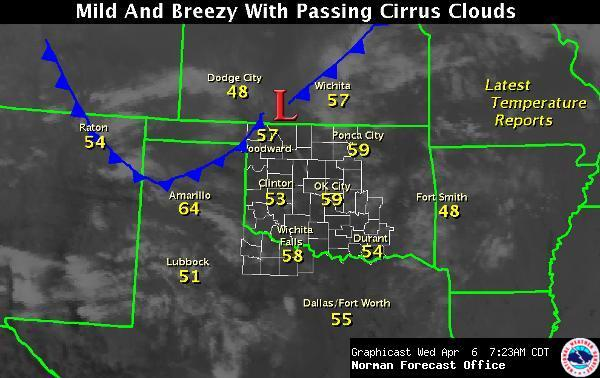 Mild And Breezy With Passing Cirrus Clouds
Dodge City
48
Wichita
57
Latest
Temperature
Reports
L
Raton
54
57
Woodward
Ponca City
59
Clinton
53
OK City
59
Amarillo
64
Fort Smith
48
Wichita
Falls
58
Durant
54
Lubbock
51
Dallas/Fort Worth
55
Graphicast Wed Apr 6 7:23AM CDT
Norman Forecast Office